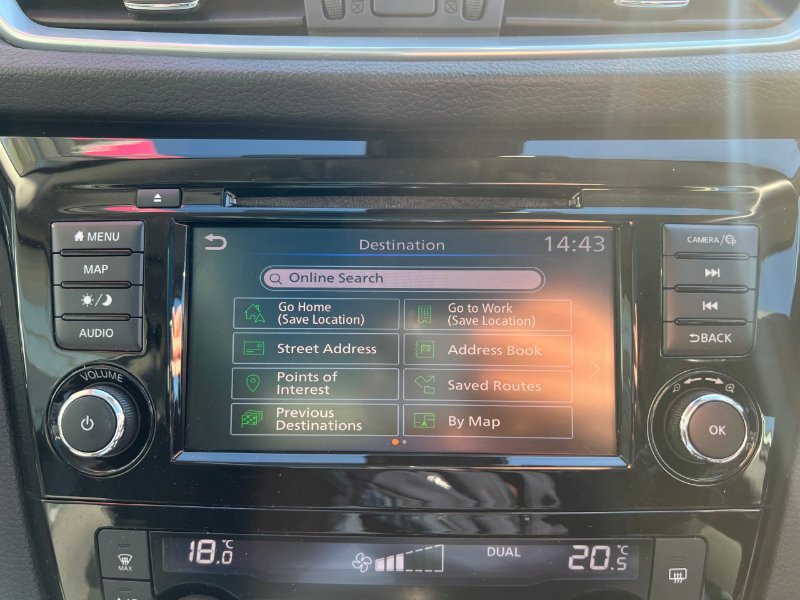 MENU
MAP
AUDIO
VOLUME
Destination
14:43
Online Search
Go Home
(Save Location)
Go to Work
(Save Location)
Street Address
Address Book
Points of
Interest
Saved Routes
Previous
Destinations
By Map
CAMERA/
BACK
OK
MAX
18.0°C
DUAL
20.5°C